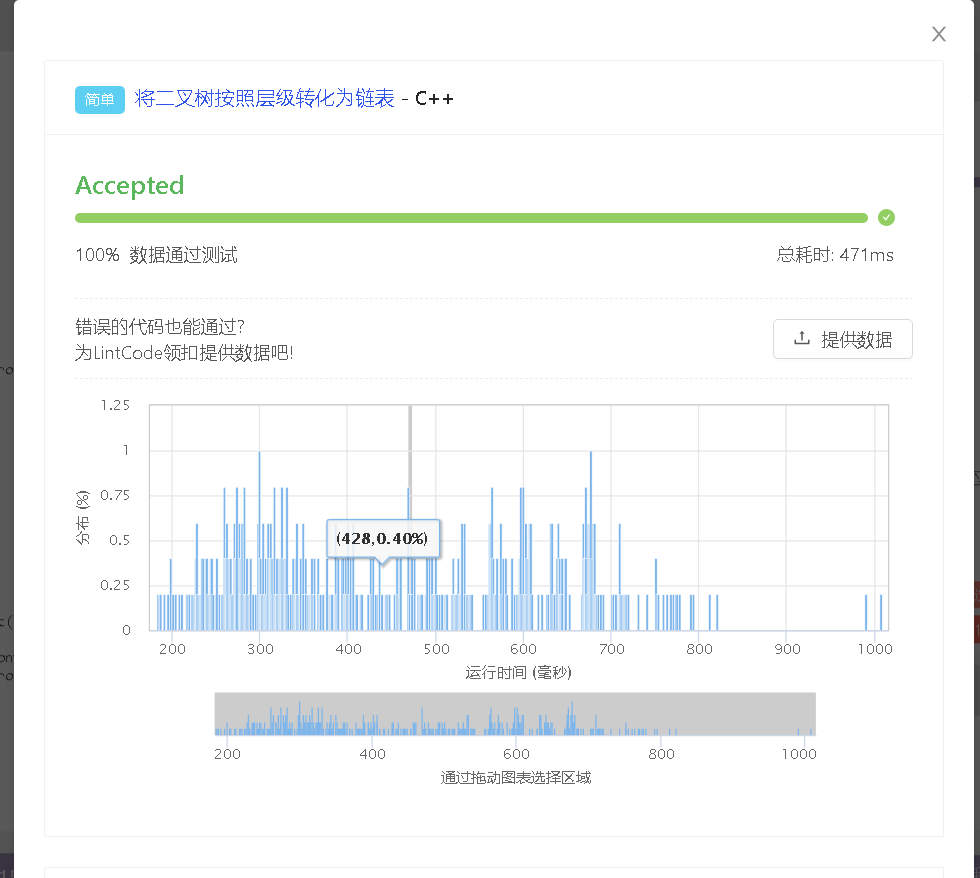 X
简单 将二叉树按照层级转化为链表 - C++
Accepted
100% 数据通过测试 总耗时: 471ms
错误的代码也能通过?
为LintCode领扣提供数据吧!
提供数据
1.25
1
0.75
0.5
0.25
0
分布 (%)
(428,0.40%)
200 300 400 500 600 700 800 900 1000
运行时间 (毫秒)
200 400 600 800 1000
通过拖动图表选择区域